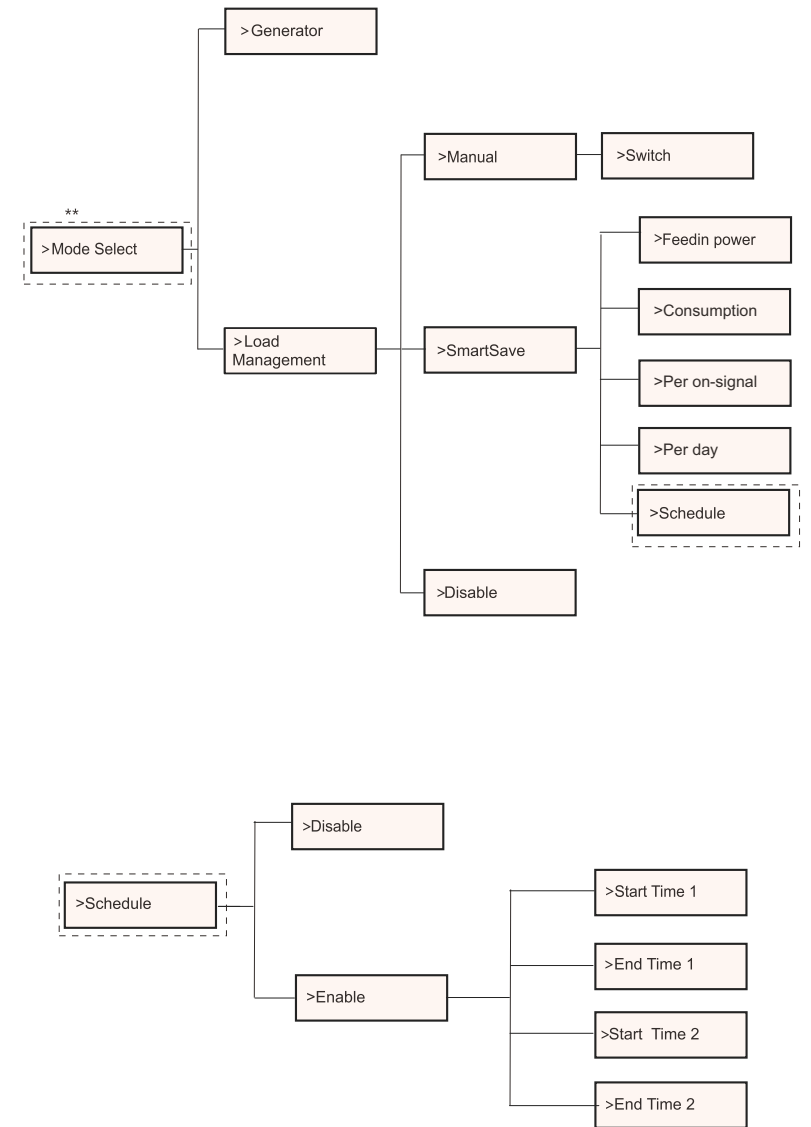 >Generator
>Manual
>Switch
**
>Mode Select
>Feedin power
>Consumption
>Load
Management
>SmartSave
>Per on-signal
>Per day
>Schedule
>Disable
>Disable
>Schedule
>Start Time 1
>End Time 1
>Enable
>Start  Time 2
>End Time 2